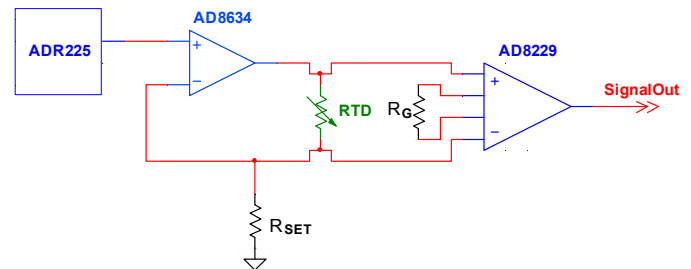 AD8634
ADR225
AD8229
+
−
RTD
RG
+
−
SignalOut
RSET